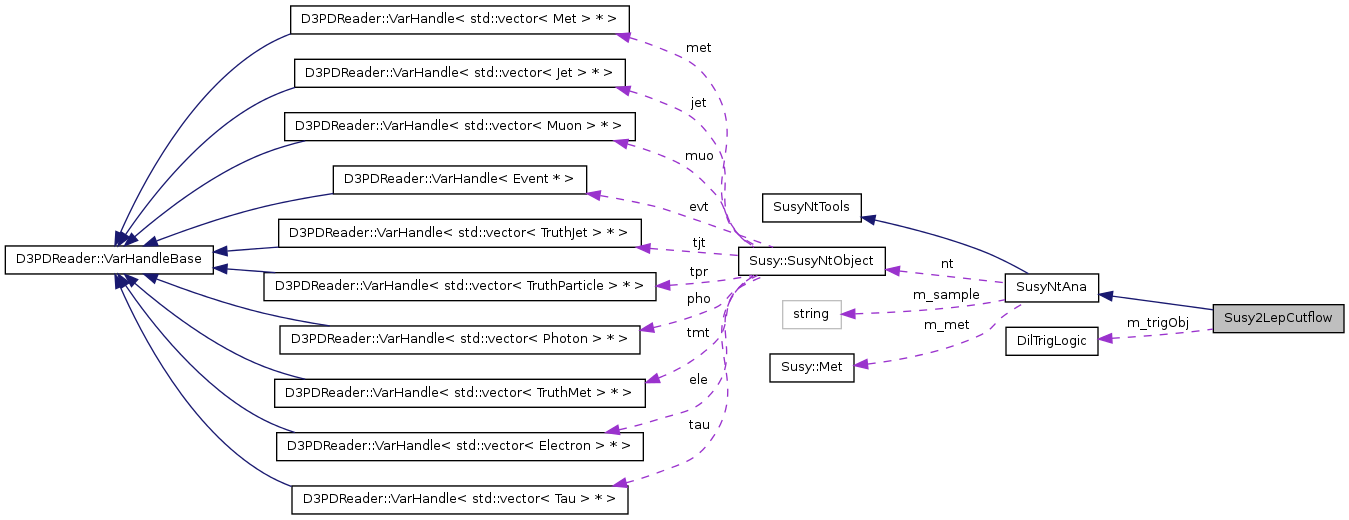 D3PDReader::VarHandle< std::vector< Met > * >
met
D3PDReader::VarHandle< std::vector< Jet > * >
jet
D3PDReader::VarHandle< std::vector< Muon > * >
muo
D3PDReader::VarHandle< Event * >
evt
SusyNtTools
D3PDReader::VarHandle< std::vector< TruthJet > * >
tjt
D3PDReader::VarHandleBase
Susy::SusyNtObject
nt
D3PDReader::VarHandle< std::vector< TruthParticle > * >
tpr
SusyNtAna
m_sample
pho
string
m_met
m_trigObj
Susy2LepCutflow
D3PDReader::VarHandle< std::vector< Photon > * >
tmt
DilTrigLogic
Susy::Met
D3PDReader::VarHandle< std::vector< TruthMet > * >
ele
D3PDReader::VarHandle< std::vector< Electron > * >
tau
D3PDReader::VarHandle< std::vector< Tau > * >